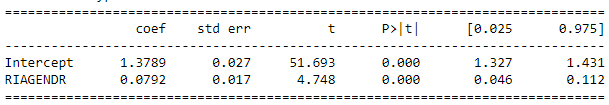 ==============================================================================
coef std err t P>|t| [0.025 0.975]
------------------------------------------------------------------------------
Intercept 1.3789 0.027 51.693 0.000 1.327 1.431
RIAGENDR 0.0792 0.017 4.748 0.000 0.046 0.112
==============================================================================